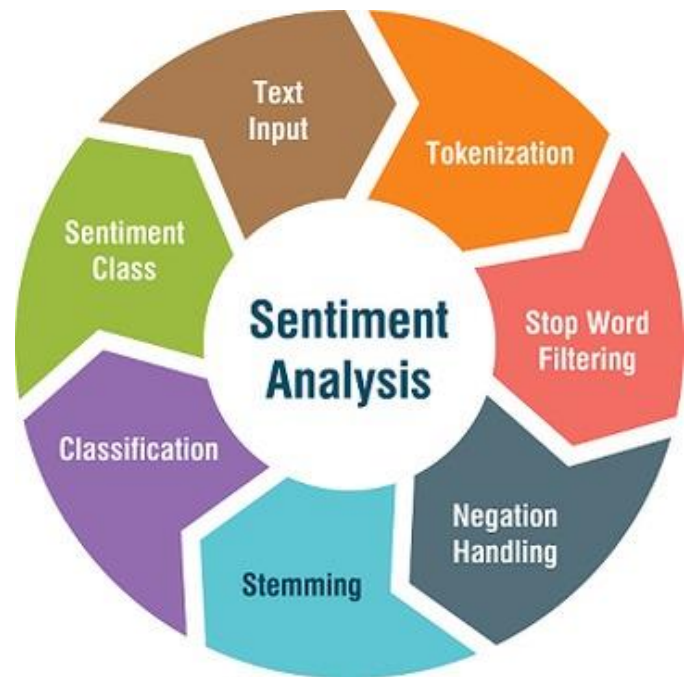 Text
Input
Tokenization
Stop Word
Filtering
Negation
Handling
Stemming
Classification
Sentiment
Class
Sentiment
Analysis